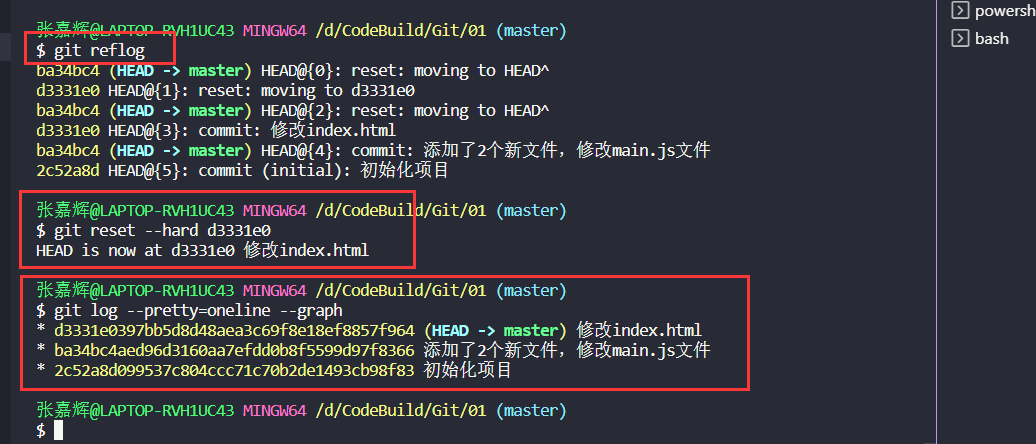 张嘉辉@LAPTOP-RVH1UC43 MINGW64 /d/CodeBuild/Git/01 (master)
$ git reflog
ba34bc4 (HEAD -> master) HEAD@{0}: reset: moving to HEAD^
d3331e0 HEAD@{1}: reset: moving to d3331e0
ba34bc4 (HEAD -> master) HEAD@{2}: reset: moving to HEAD^
d3331e0 HEAD@{3}: commit: 修改index.html
ba34bc4 (HEAD -> master) HEAD@{4}: commit: 添加了2个新文件，修改main.js文件
2c52a8d HEAD@{5}: commit (initial): 初始化项目
张嘉辉@LAPTOP-RVH1UC43 MINGW64 /d/CodeBuild/Git/01 (master)
$ git reset --hard d3331e0
HEAD is now at d3331e0 修改index.html
张嘉辉@LAPTOP-RVH1UC43 MINGW64 /d/CodeBuild/Git/01 (master)
$ git log --pretty=oneline --graph
* d3331e0397bb5d8d48aea3c69f8e18ef8857f964 (HEAD -> master) 修改index.html
* ba34bc4aed96d3160aa7efdd0b8f5599d97f8366 添加了2个新文件，修改main.js文件
* 2c52a8d099537c804ccc71c70b2de1493cb98f83 初始化项目
张嘉辉@LAPTOP-RVH1UC43 MINGW64 /d/CodeBuild/Git/01 (master)
$
powersh
bash